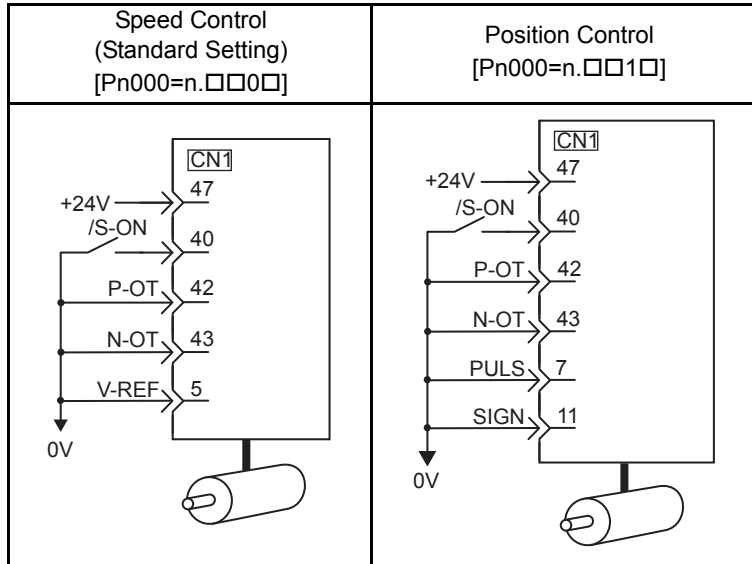 Speed Control
(Standard Setting)
[Pn000=n.□□0□]
Position Control
[Pn000=n.□□1□]
CN1
+24V 47
/S-ON 40
P-OT 42
N-OT 43
V-REF 5
0V
CN1
+24V 47
/S-ON 40
P-OT 42
N-OT 43
PULS 7
SIGN 11
0V